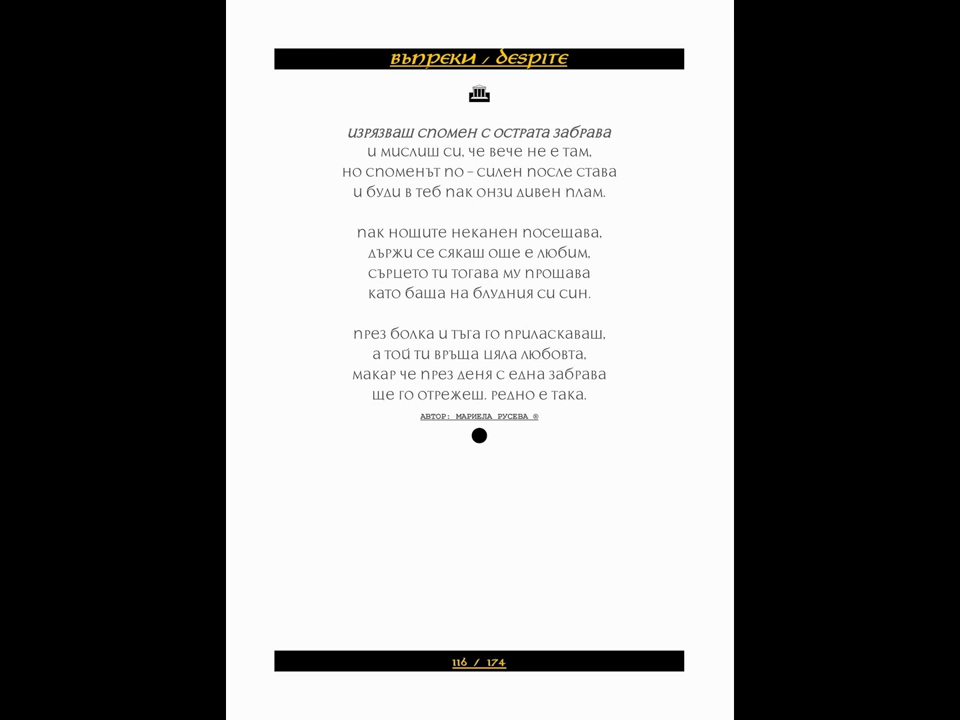 Въпреки / Despite
Изрязваш спомен с острата забрава
и мислиш си, че вече не е там,
но споменът по - силен после става
и буди в теб пак онзи дивен плам.
Пак нощите неканен посещава,
държи се сякаш още е любим,
сърцето ти тогава му прощава
като баща на блудния си син.
През болка и тъга го приласкаваш,
а той ти връща цяла любовта,
макар че през деня с една забрава
ще го отрежеш. Редно е така.
АВТОР: МАРИЕЛА РУСЕВА ®
116 / 174